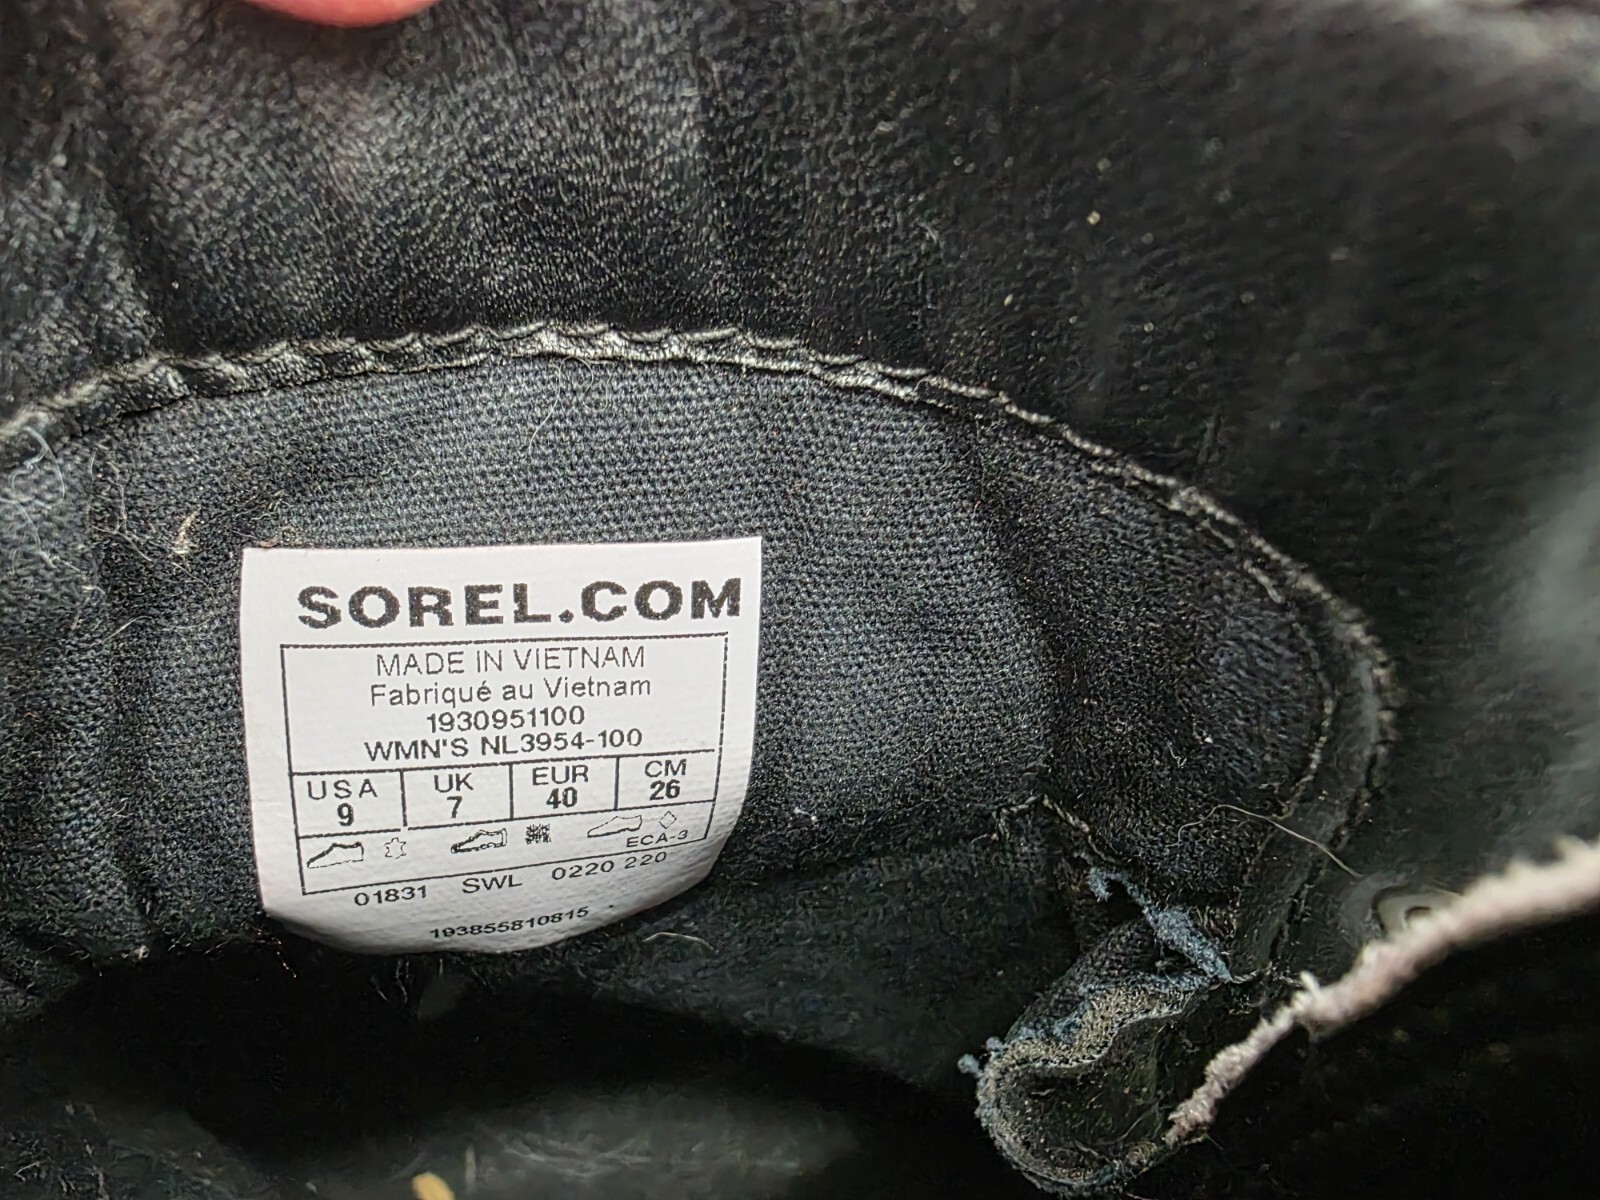 SOREL.COM
MADE IN VIETNAM
Fabriqué au Vietnam
1930951100
WMN'S NL3954-100
USA UK EUR CM
9 7 40 26
ECA-3
01831 SWL 0220 220
193855810815